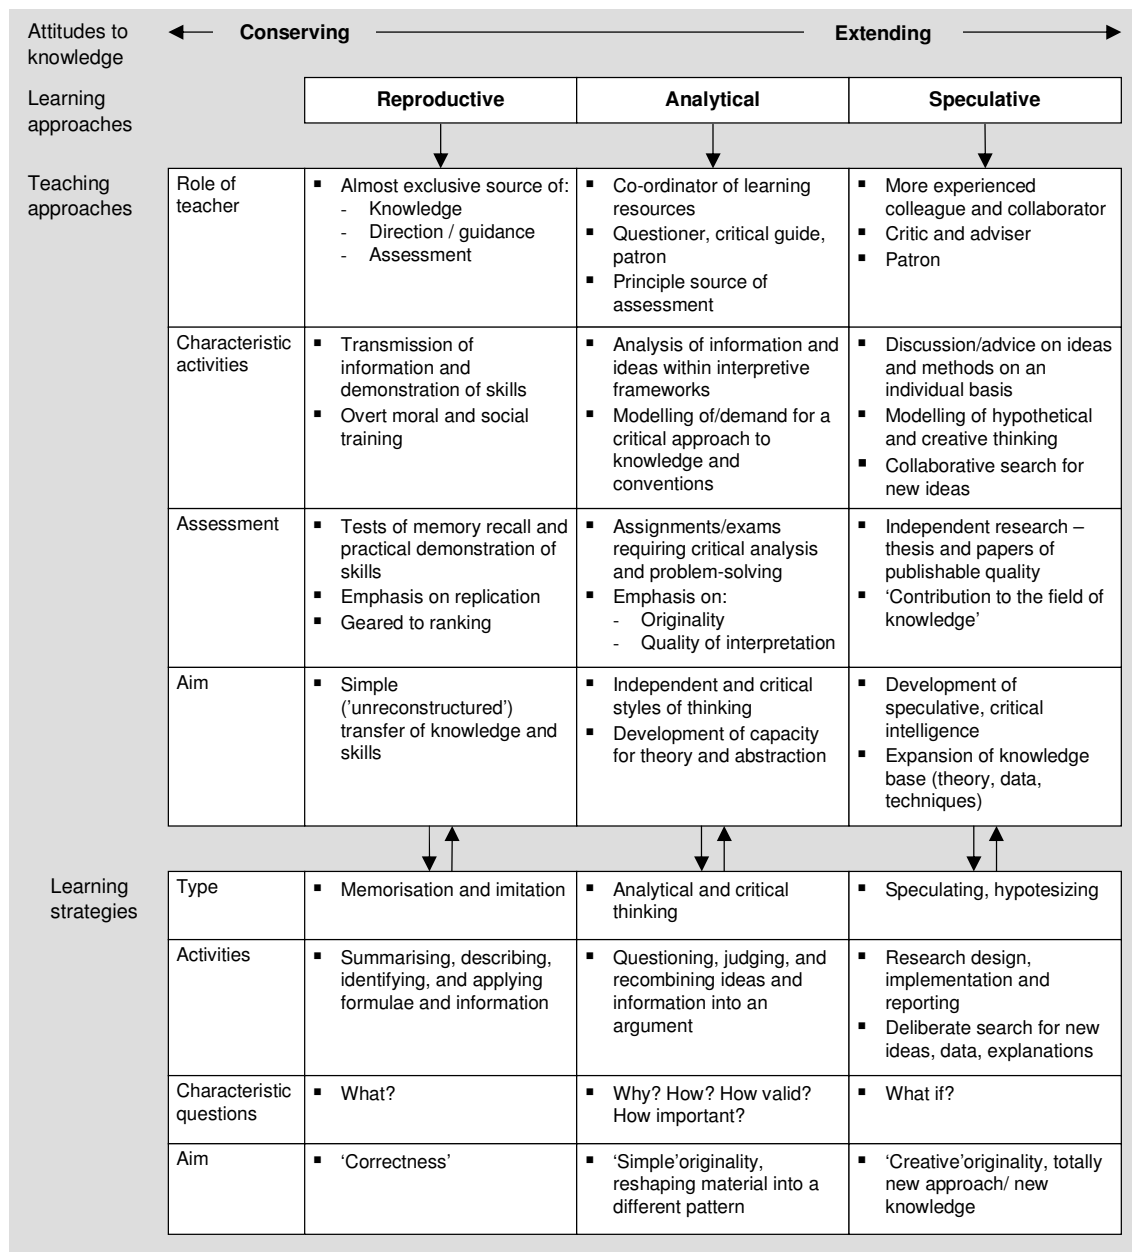 Attitudes to
knowledge
Conserving
Extending
Learning
approaches
Reproductive
Analytical
Speculative
Teaching
approaches
Role of
teacher
▪ Almost exclusive source of:
- Knowledge
- Direction / guidance
- Assessment
▪ Co-ordinator of learning
resources
▪ Questioner, critical guide,
patron
▪ Principle source of
assessment
▪ More experienced
colleague and collaborator
▪ Critic and adviser
▪ Patron
Characteristic
activities
▪ Transmission of
information and
demonstration of skills
▪ Overt moral and social
training
▪ Analysis of information and
ideas within interpretive
frameworks
▪ Modelling of/demand for a
critical approach to
knowledge and
conventions
▪ Discussion/advice on ideas
and methods on an
individual basis
▪ Modelling of hypothetical
and creative thinking
▪ Collaborative search for
new ideas
Assessment
▪ Tests of memory recall and
practical demonstration of
skills
▪ Emphasis on replication
▪ Geared to ranking
▪ Assignments/exams
requiring critical analysis
and problem-solving
▪ Emphasis on:
- Originality
- Quality of interpretation
▪ Independent research –
thesis and papers of
publishable quality
▪ ‘Contribution to the field of
knowledge’
Aim
▪ Simple
(’unreconstructured’)
transfer of knowledge and
skills
▪ Independent and critical
styles of thinking
▪ Development of capacity
for theory and abstraction
▪ Development of
speculative, critical
intelligence
▪ Expansion of knowledge
base (theory, data,
techniques)
Learning
strategies
Type
▪ Memorisation and imitation
▪ Analytical and critical
thinking
▪ Speculating, hypotesizing
Activities
▪ Summarising, describing,
identifying, and applying
formulae and information
▪ Questioning, judging, and
recombining ideas and
information into an
argument
▪ Research design,
implementation and
reporting
▪ Deliberate search for new
ideas, data, explanations
Characteristic
questions
▪ What?
▪ Why? How? How valid?
How important?
▪ What if?
Aim
▪ ‘Correctness’
▪ ‘Simple’originality,
reshaping material into a
different pattern
▪ ‘Creative’originality, totally
new approach/ new
knowledge